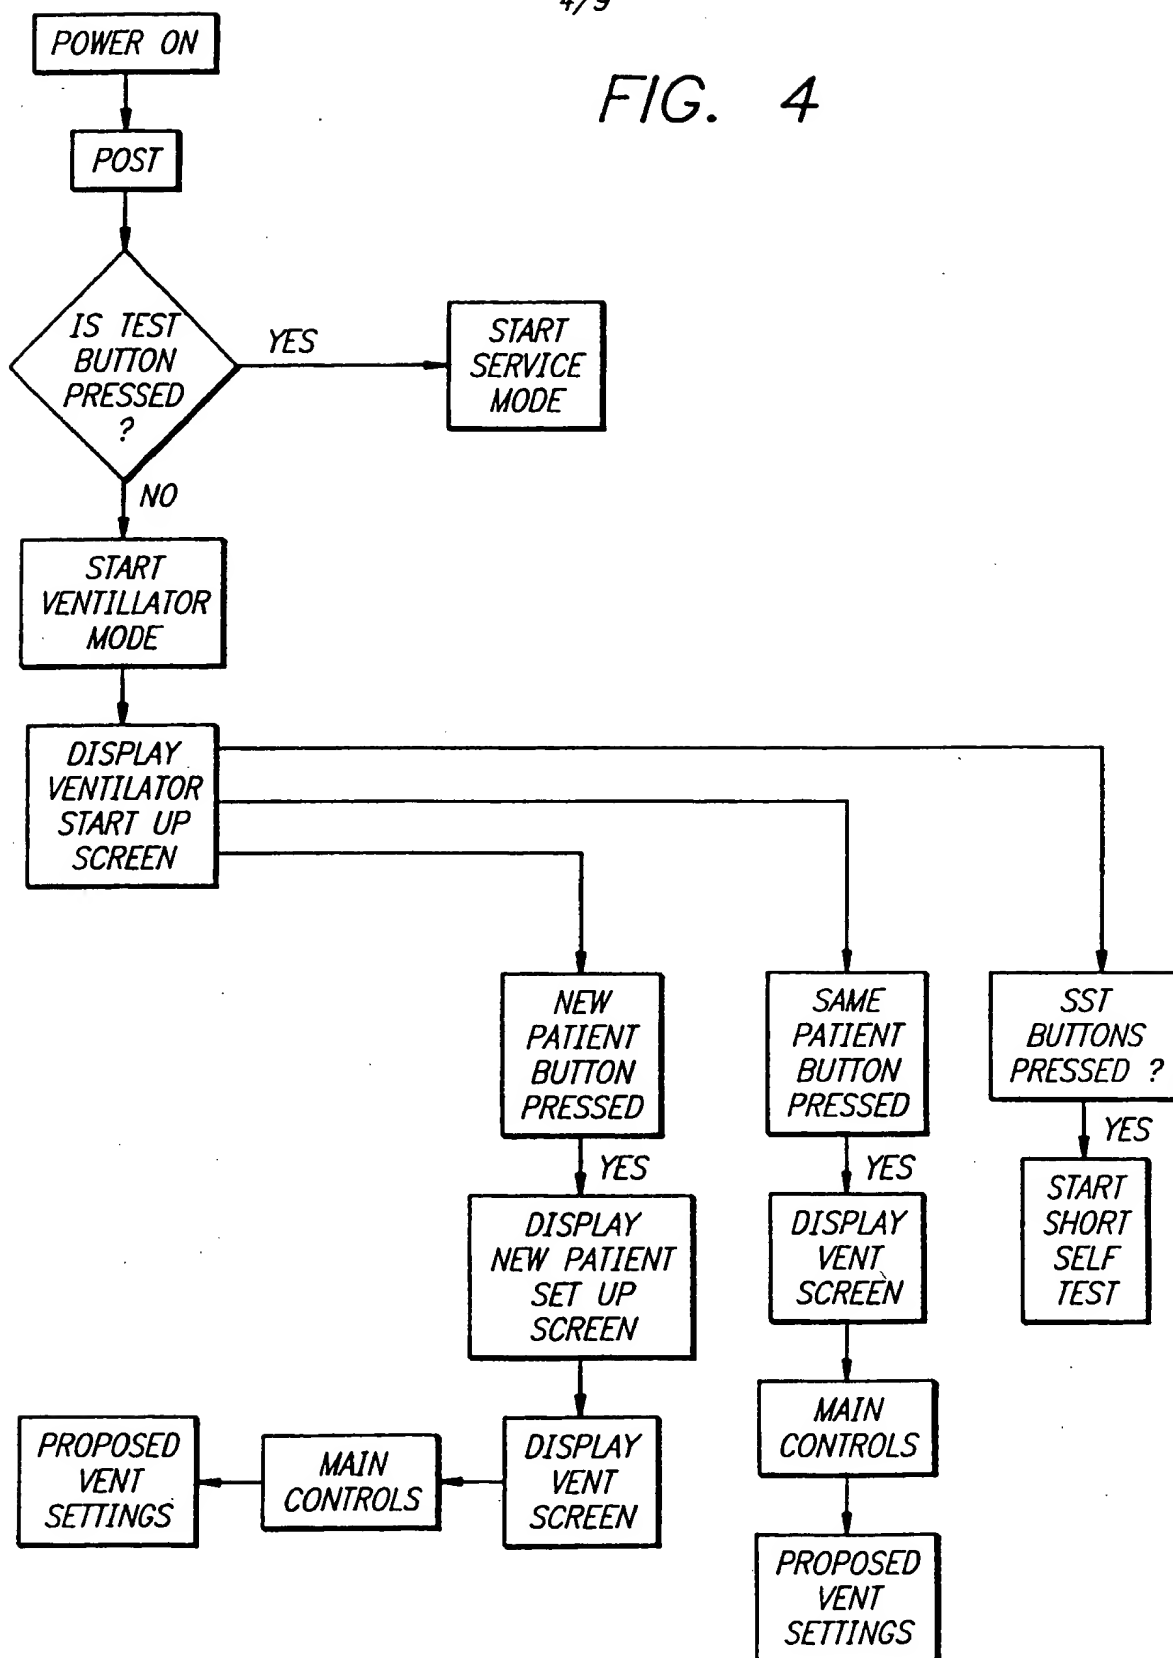 4/9
FIG. 4
POWER ON
POST
IS TEST
BUTTON
PRESSED
?
YES
START
SERVICE
MODE
NO
START
VENTILLATOR
MODE
DISPLAY
VENTILATOR
START UP
SCREEN
NEW
PATIENT
BUTTON
PRESSED
SAME
PATIENT
BUTTON
PRESSED
SST
BUTTONS
PRESSED ?
YES
YES
YES
DISPLAY
NEW PATIENT
SET UP
SCREEN
DISPLAY
VENT
SCREEN
START
SHORT
SELF
TEST
PROPOSED
VENT
SETTINGS
MAIN
CONTROLS
DISPLAY
VENT
SCREEN
MAIN
CONTROLS
PROPOSED
VENT
SETTINGS